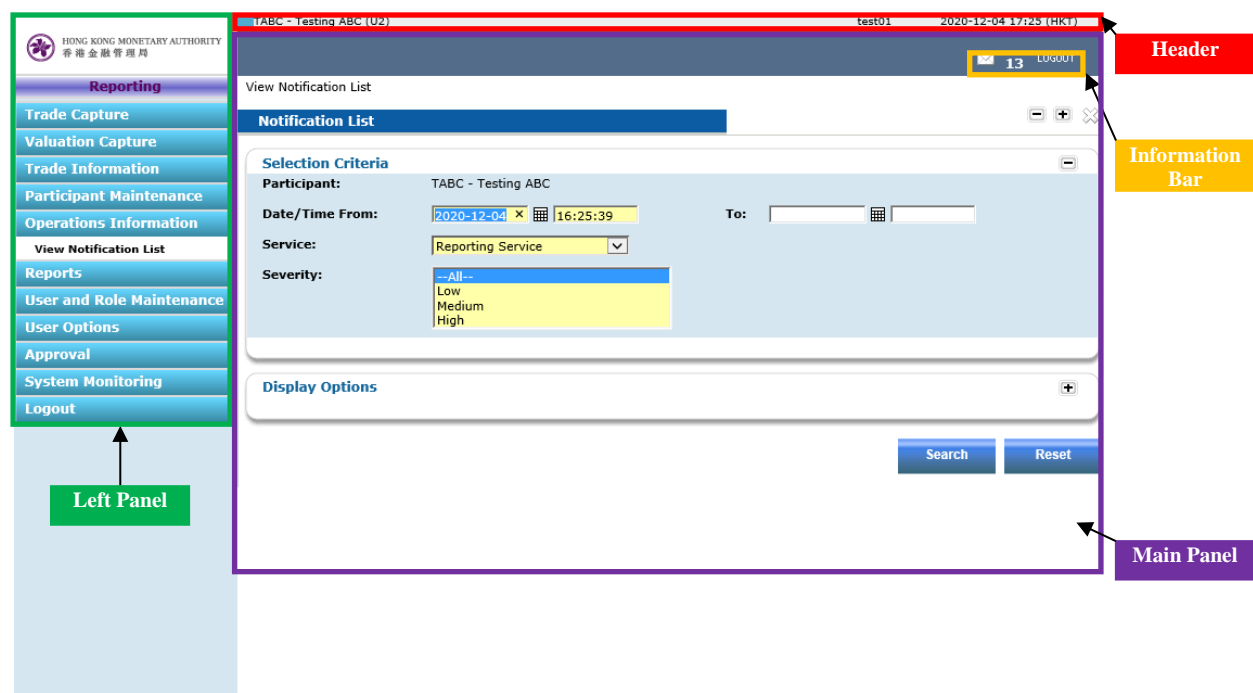 TABC - Testing ABC (U2) test01 2020-12-04 17:25 (HKT)
HONG KONG MONETARY AUTHORITY
香港金融管理局
Header
13 LOGOUT
Reporting
View Notification List
Trade Capture
Notification List
Valuation Capture
Information
Bar
Trade Information
Selection Criteria
Participant: TABC - Testing ABC
Participant Maintenance
Date/Time From: 2020-12-04 × 16:25:39 To:
Operations Information
Service: Reporting Service
View Notification List
Severity: --All--
Low
Medium
High
Reports
User and Role Maintenance
User Options
Approval
System Monitoring
Display Options
Logout
Search Reset
Left Panel
Main Panel